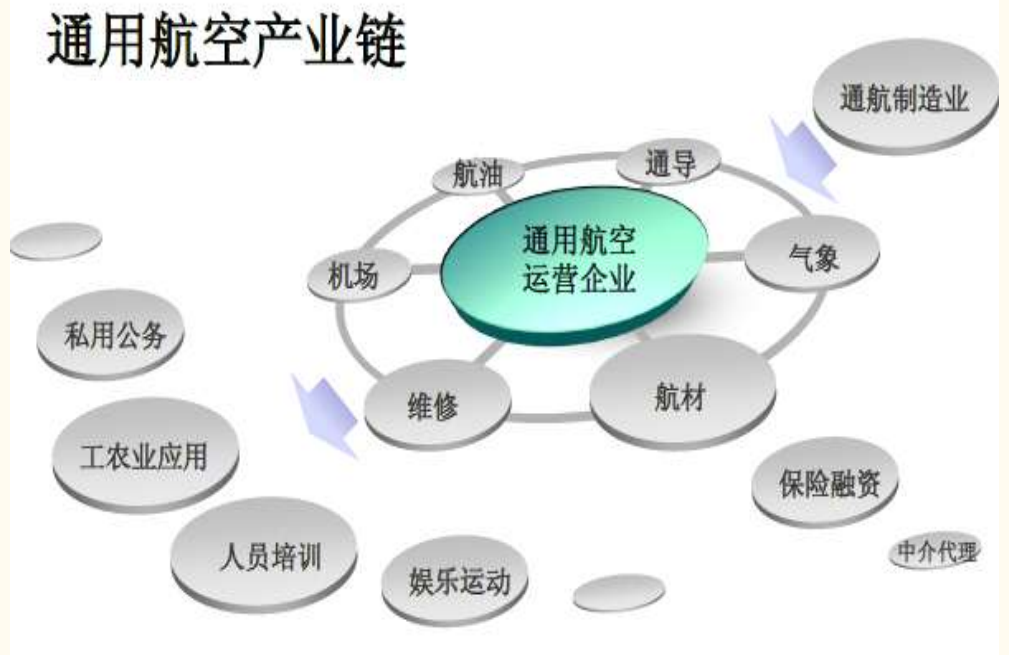 通用航空产业链
通航制造业
航油
通导
通用航空
运营企业
气象
机场
维修
航材
私用公务
工农业应用
人员培训
娱乐运动
保险融资
中介代理